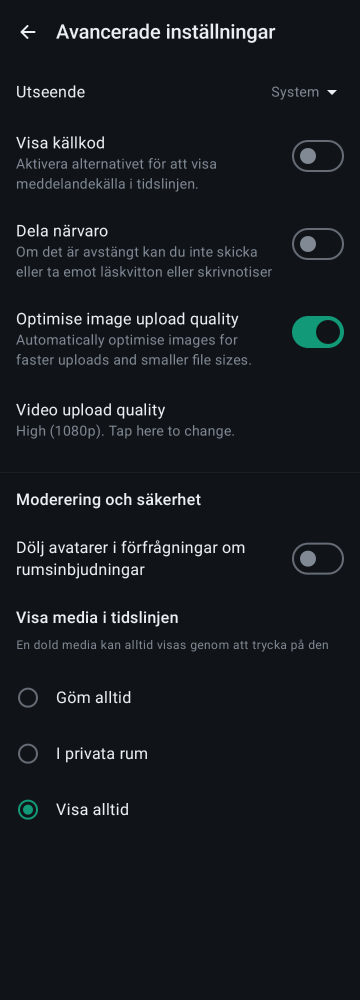 Avancerade inställningar
Utseende
System
Visa källkod
Aktivera alternativet för att visa
meddelandekälla i tidslinjen.
Dela närvaro
Om det är avstängt kan du inte skicka
eller ta emot läskvitton eller skrivnotiser
Optimise image upload quality
Automatically optimise images for
faster uploads and smaller file sizes.
Video upload quality
High (1080p). Tap here to change.
Moderering och säkerhet
Dölj avatarer i förfrågningar om
rumsinbjudningar
Visa media i tidslinjen
En dold media kan alltid visas genom att trycka på den
Göm alltid
I privata rum
Visa alltid